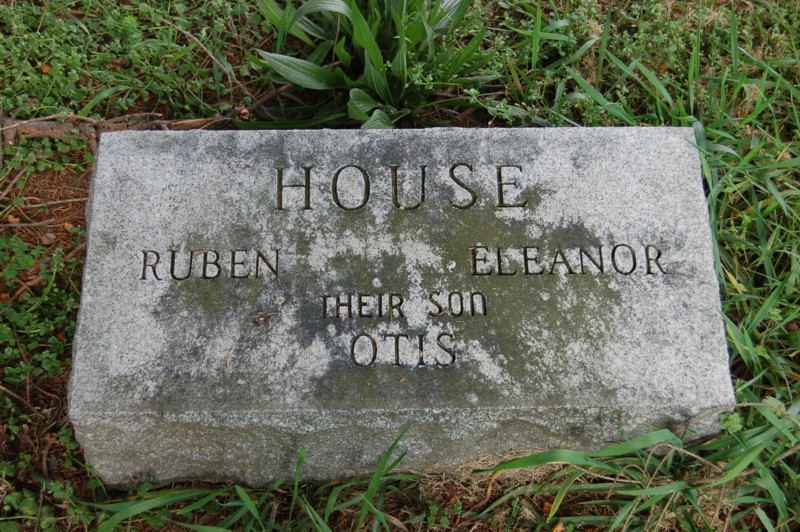 HOUSE
RUBEN ELEANOR
THEIR SON
OTIS